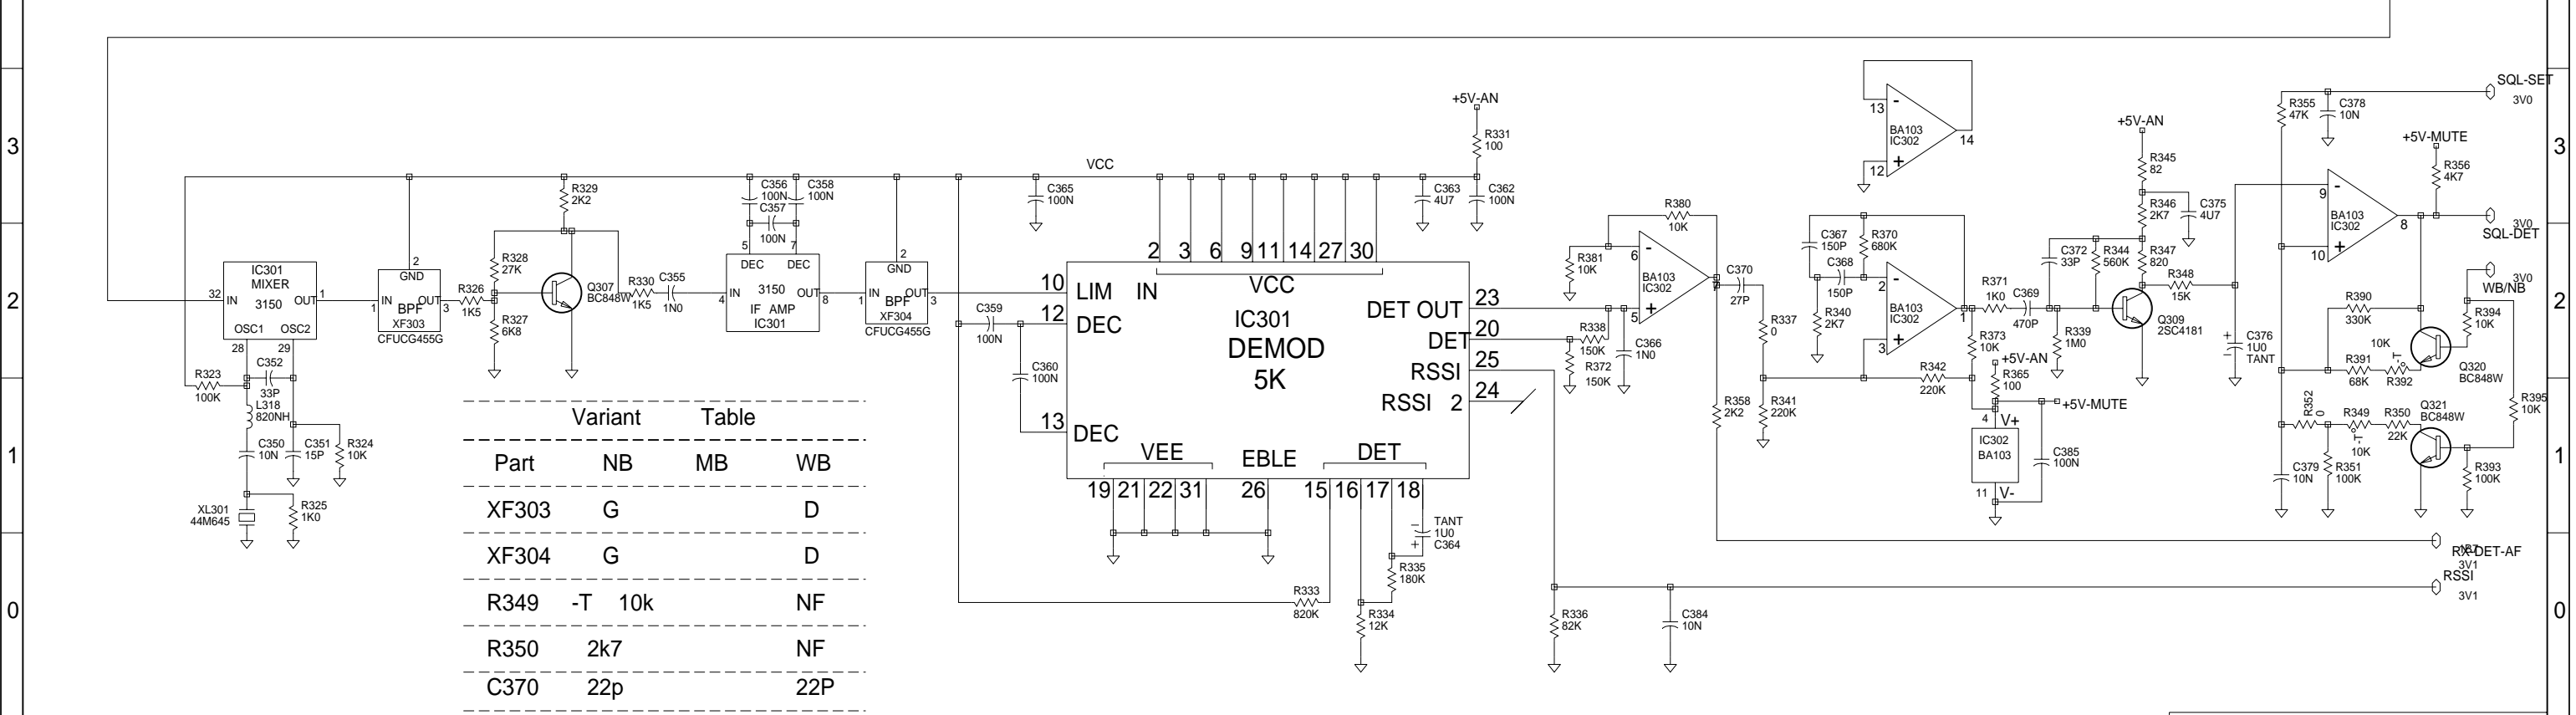 SQL-SET
3V0
+5V-AN
R331
100
13
-
BA103
IC302
14
12
+
+5V-AN
R355
47K
C378
10N
+5V-MUTE
R356
4K7
3
3
VCC
R345
82
R329
2K2
C356
100N
C358
100N
C357
100N
C365
100N
C363
4U7
C362
100N
R380
10K
R346
2K7
C375
4U7
9
-
BA103
IC302
8
10
+
3V0
SQL-DET
5
7
2
3
6
9
11
14
27
30
VCC
C367
150P
R370
680K
C368
150P
C372
33P
R344
560K
R347
820
R348
15K
R381
10K
6
-
BA103
IC302
7
5
+
C370
27P
IC301
MIXER
3150
32
IN
OUT
1
OSC1
OSC2
28
29
2
GND
1
IN
OUT
3
BPF
XF303
CFUCG455G
R326
1K5
R328
27K
R327
6K8
Q307
BC848W
R330
1K5
C355
1N0
DEC
DEC
3150
4
IN
OUT
8
IF AMP
IC301
2
GND
1
IN
OUT
3
BPF
XF304
CFUCG455G
2
2
10
LIM IN
12
DEC
13
DEC
IC301
DEMOD
5K
DET OUT
23
DET
20
RSSI
25
RSSI 2
24
C359
100N
C360
100N
R338
150K
R372
150K
C366
1N0
R337
0
R340
2K7
2
-
BA103
IC302
1
3
+
R371
1K0
C369
470P
R373
10K
R339
1M0
Q309
2SC4181
C376
1U0
TANT
+
-
3V0
WB/NB
R390
330K
R394
10K
10K
-T°
R391
68K
R392
Q320
BC848W
R323
100K
C352
33P
L318
820NH
C350
10N
C351
15P
R324
10K
XL301
44M645
R325
1K0
R358
2K2
R341
220K
R342
220K
+5V-AN
R365
100
+5V-MUTE
4
V+
IC302
BA103
11
V-
C385
100N
R352
0
R349
-T°
10K
R350
22K
Q321
BC848W
R395
10K
C379
10N
R351
100K
R393
100K
1
1
VEE
EBLE
DET
19
21
22
31
26
15
16
17
18
Variant Table
Part NB MB WB
XF303 G D
XF304 G D
R349 -T 10k NF
R350 2k7 NF
C370 22p 22P
-
TANT
1U0
+
C364
R335
180K
R333
820K
R334
12K
R336
82K
C384
10N
RX-DET-AF
3V1
RSSI
3V1
0
0